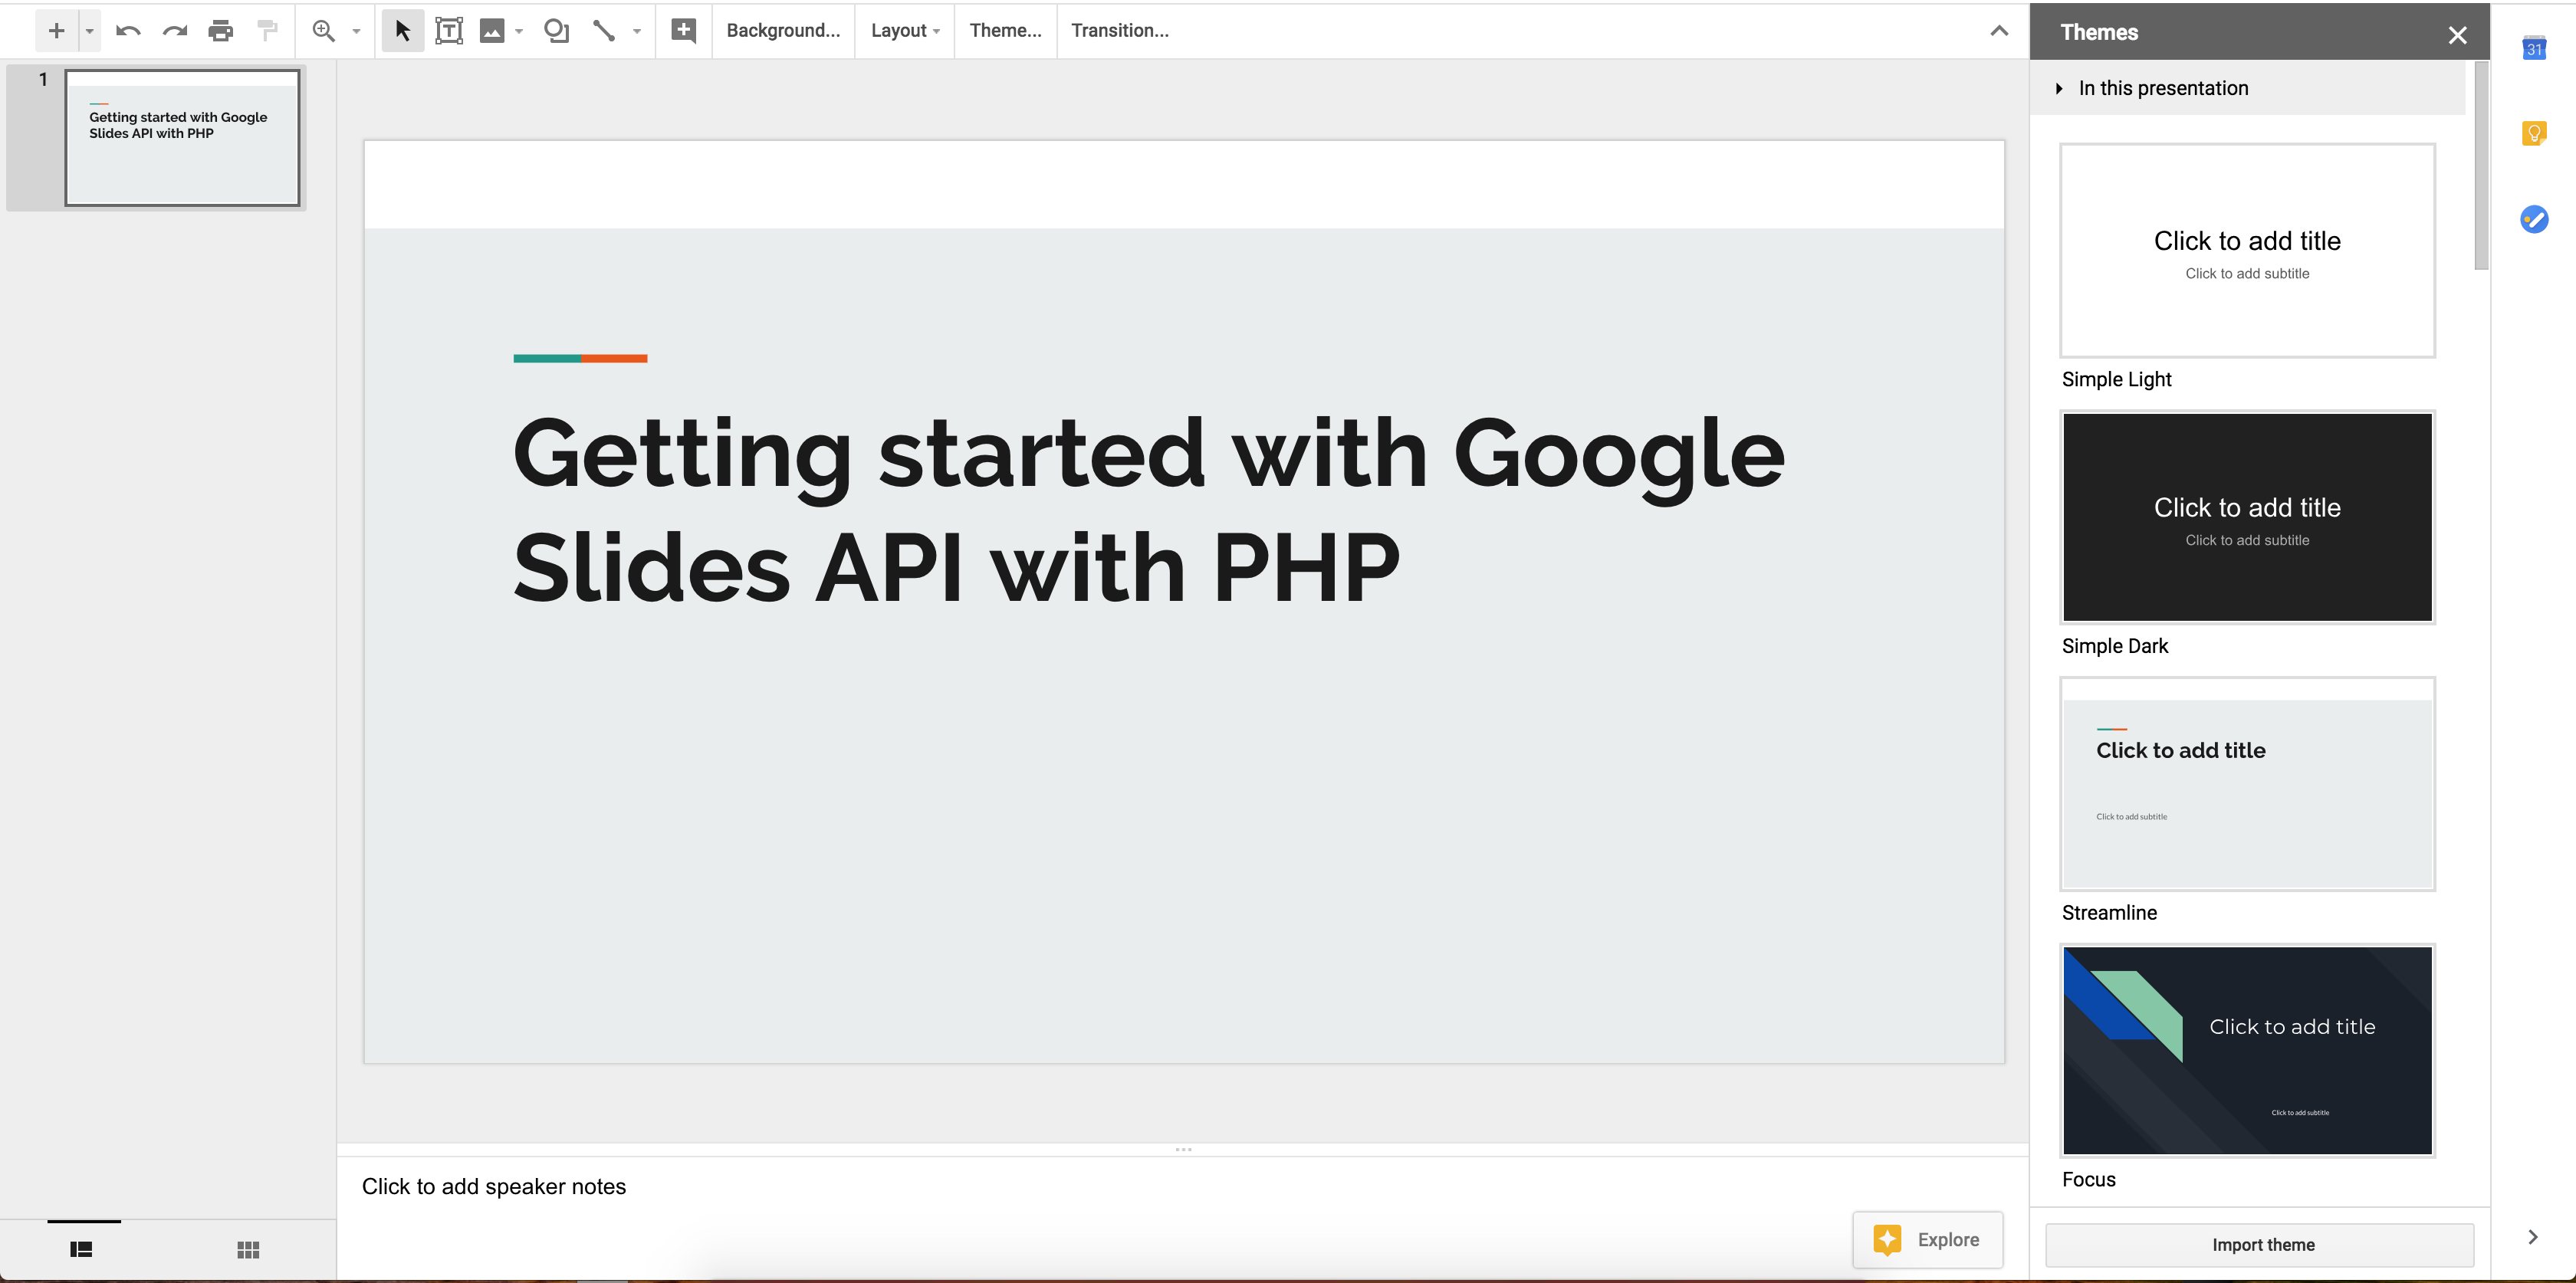 Background...
Layout
Theme...
Transition...
Themes
31
1
Getting started with Google
Slides API with PHP
Getting started with Google
Slides API with PHP
Click to add speaker notes
Explore
In this presentation
Click to add title
Click to add subtitle
Simple Light
Click to add title
Click to add subtitle
Simple Dark
Click to add title
Click to add subtitle
Streamline
Click to add title
Click to add subtitle
Focus
Import theme